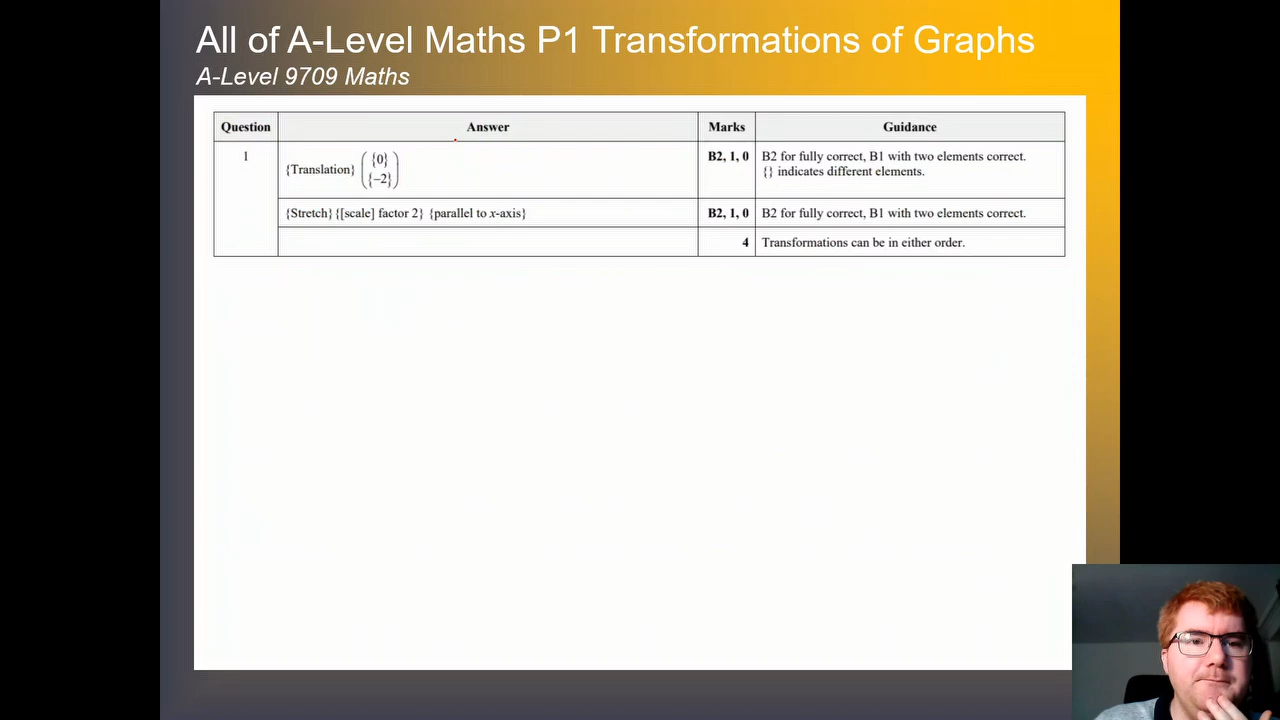 All of A-Level Maths P1 Transformations of Graphs
A-Level 9709 Maths
Question Answer Marks Guidance
1 {Translation} ( {0} {−2} ) B2, 1, 0 B2 for fully correct, B1 with two elements correct.
{} indicates different elements.
{Stretch} {[scale] factor 2} {parallel to x-axis} B2, 1, 0 B2 for fully correct, B1 with two elements correct.
4 Transformations can be in either order.